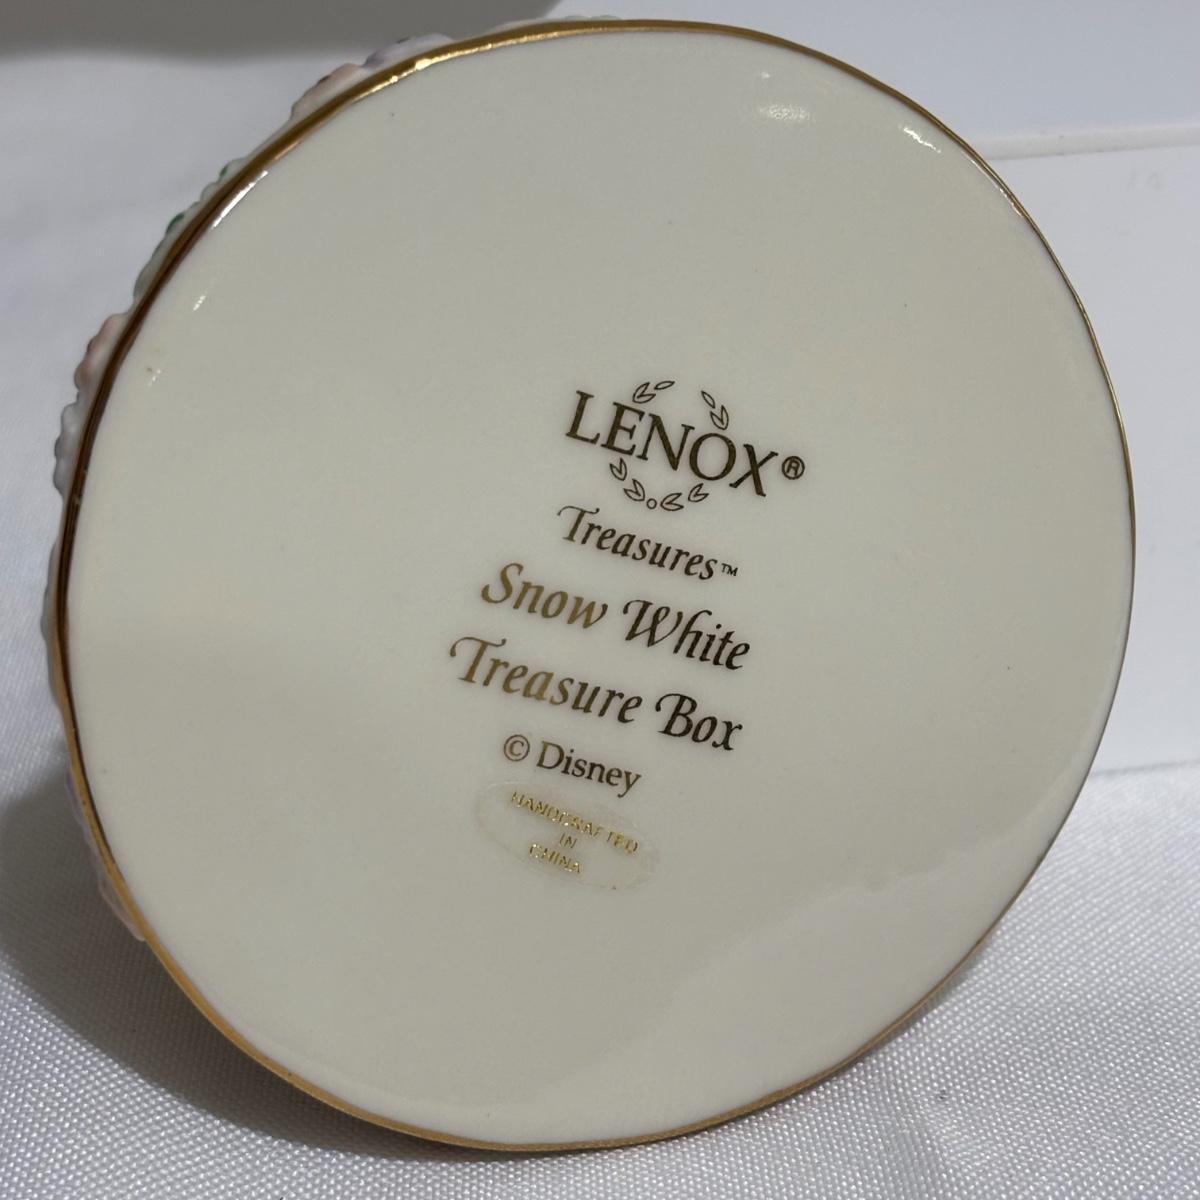 LENOX®
Treasures™
Snow White
Treasure Box
© Disney
HANDCRAFTED
IN
CHINA